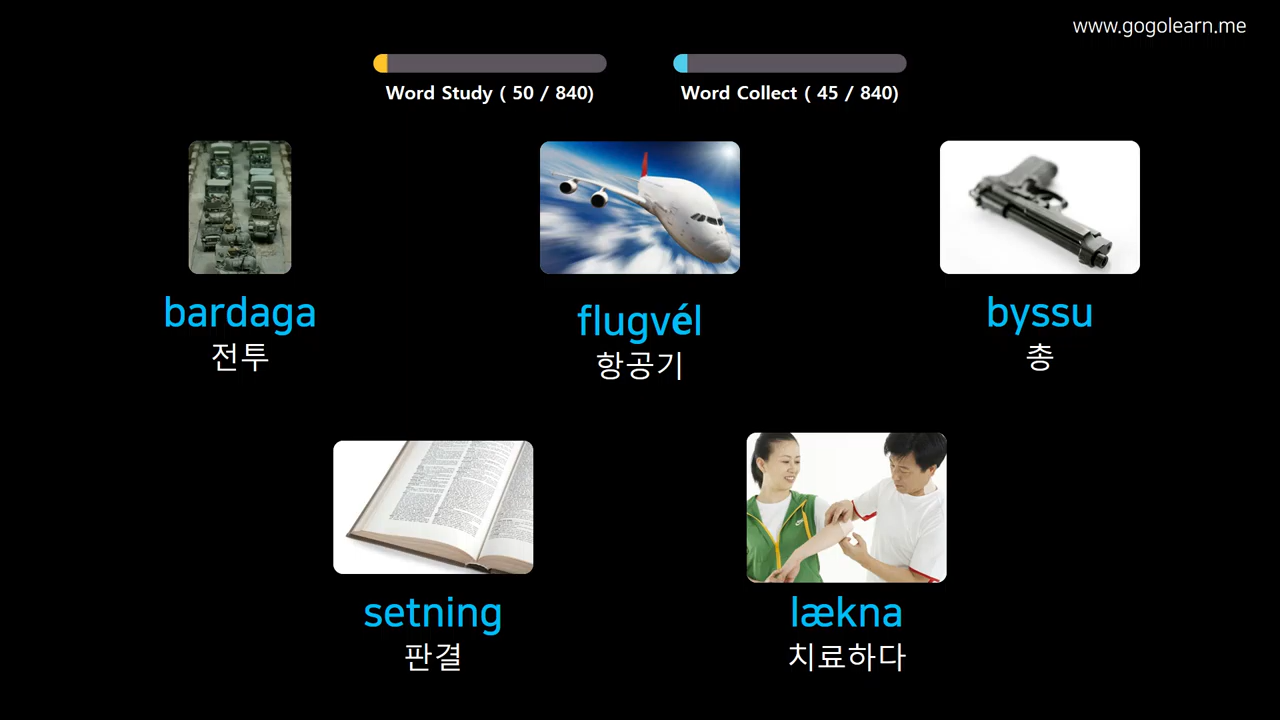 www.gogolearn.me
Word Study ( 50 / 840)
Word Collect ( 45 / 840)
bardaga
전투
flugvél
항공기
byssu
총
setning
판결
lækna
치료하다